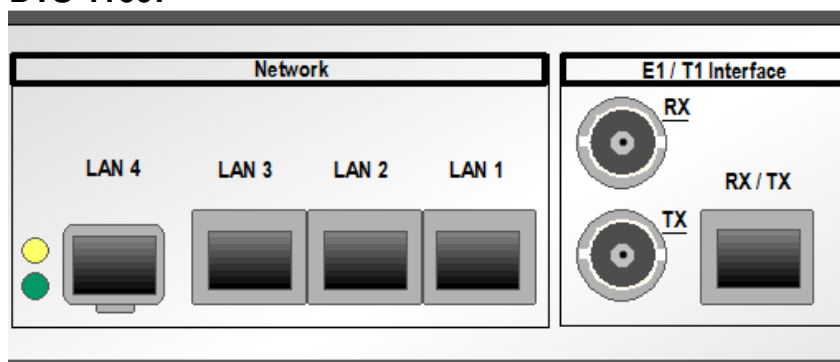 Network
E1 / T1 Interface
RX
LAN 4
LAN 3
LAN 2
LAN 1
RX / TX
TX